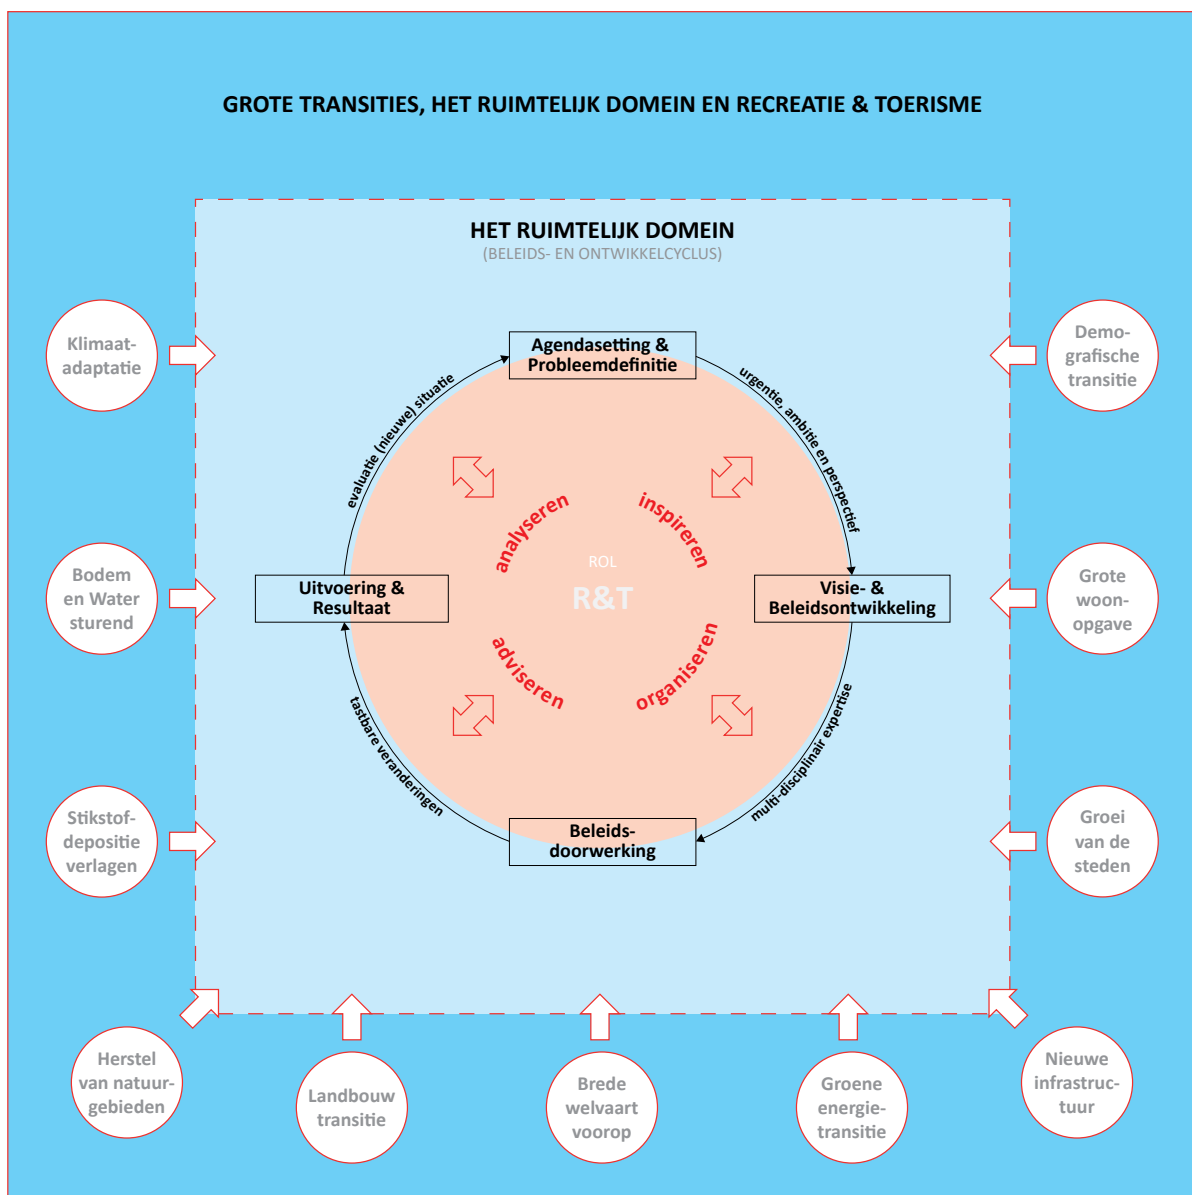 GROTE TRANSITIES, HET RUIMTELIJK DOMEIN EN RECREATIE & TOERISME
HET RUIMTELIJK DOMEIN
(BELEIDS- EN ONTWIKKELCYCLUS)
Klimaat-
adaptatie
Demo-
grafische
transitie
Agendasetting &
Probleemdefinitie
evaluatie (nieuwe) situatie
urgentie, ambitie en perspectief
analyseren
inspireren
ROL
R&T
Bodem
en Water
sturend
Uitvoering &
Resultaat
Visie- &
Beleidsontwikkeling
Grote
woon-
opgave
adviseren
organiseren
tastbare veranderingen
multi-disciplinair expertise
Stikstof-
depositie
verlagen
Beleids-
doorwerking
Groei
van de
steden
Herstel
van natuur-
gebieden
Landbouw
transitie
Brede
welvaart
voorop
Groene
energie-
transitie
Nieuwe
infrastruc-
tuur